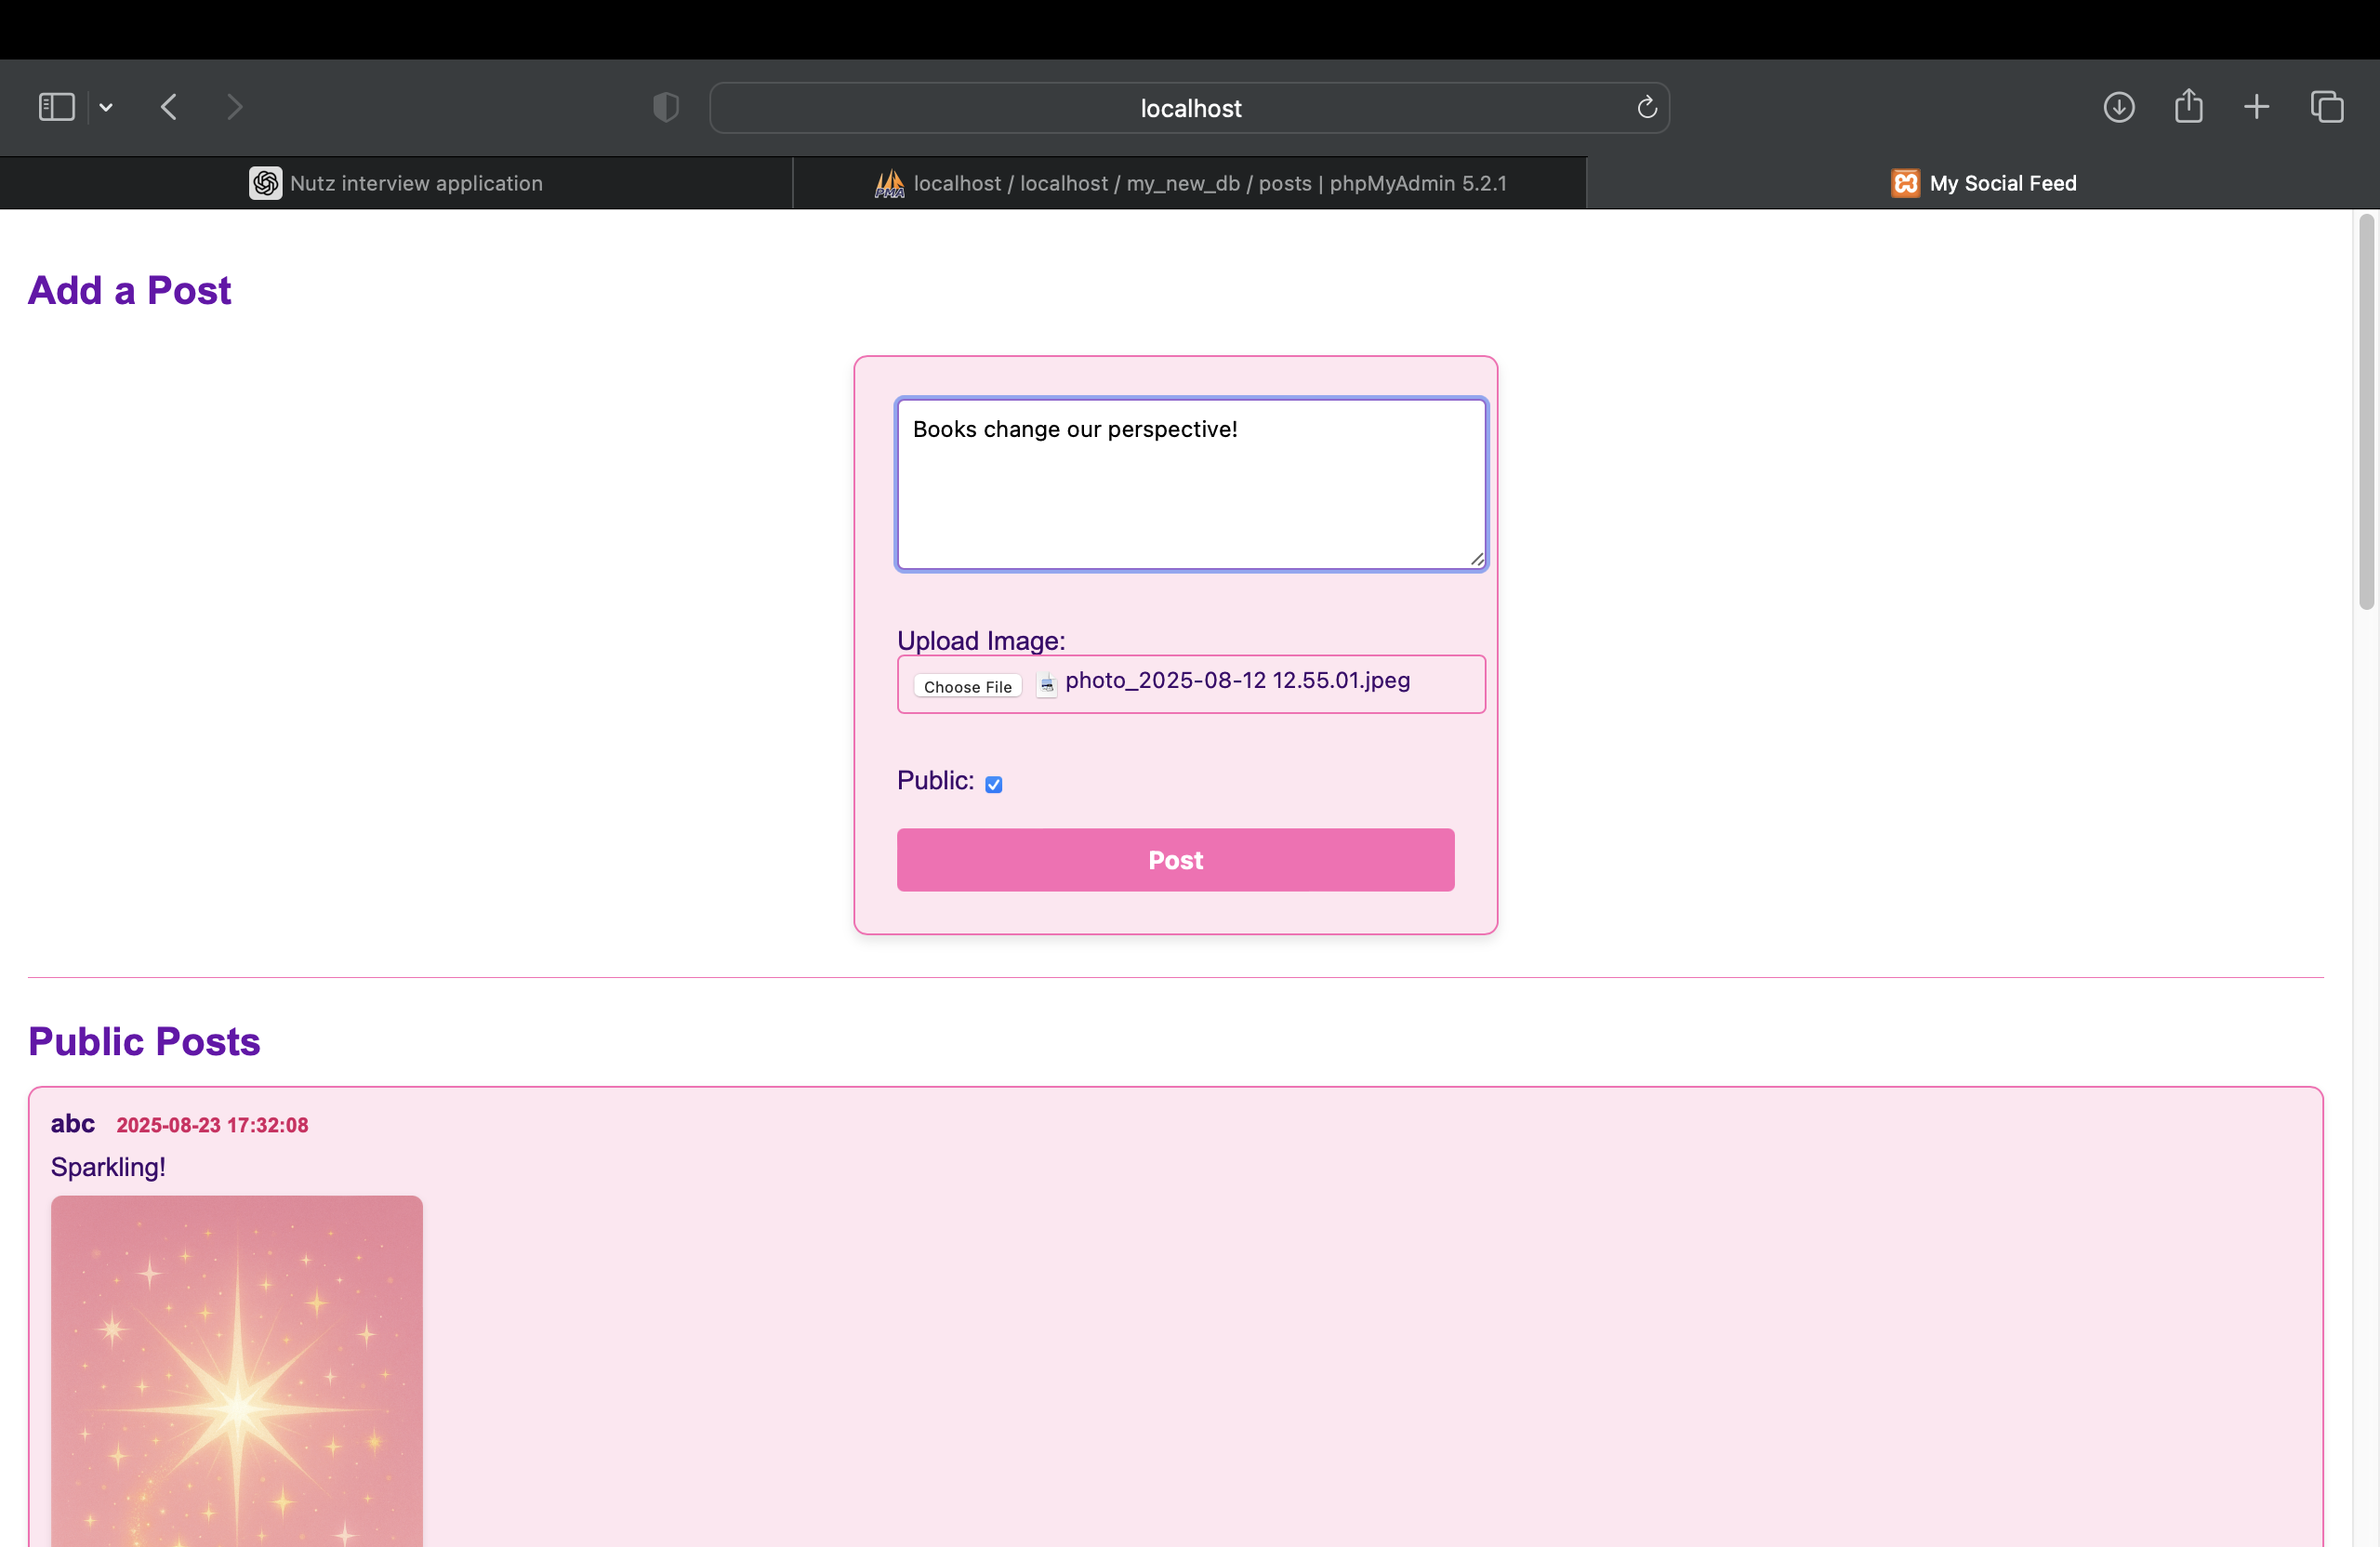 localhost
Nutz interview application
PMA localhost / localhost / my_new_db / posts | phpMyAdmin 5.2.1
My Social Feed
Add a Post
Books change our perspective!
Upload Image:
Choose File photo_2025-08-12 12.55.01.jpeg
Public:
Post
Public Posts
abc 2025-08-23 17:32:08
Sparkling!